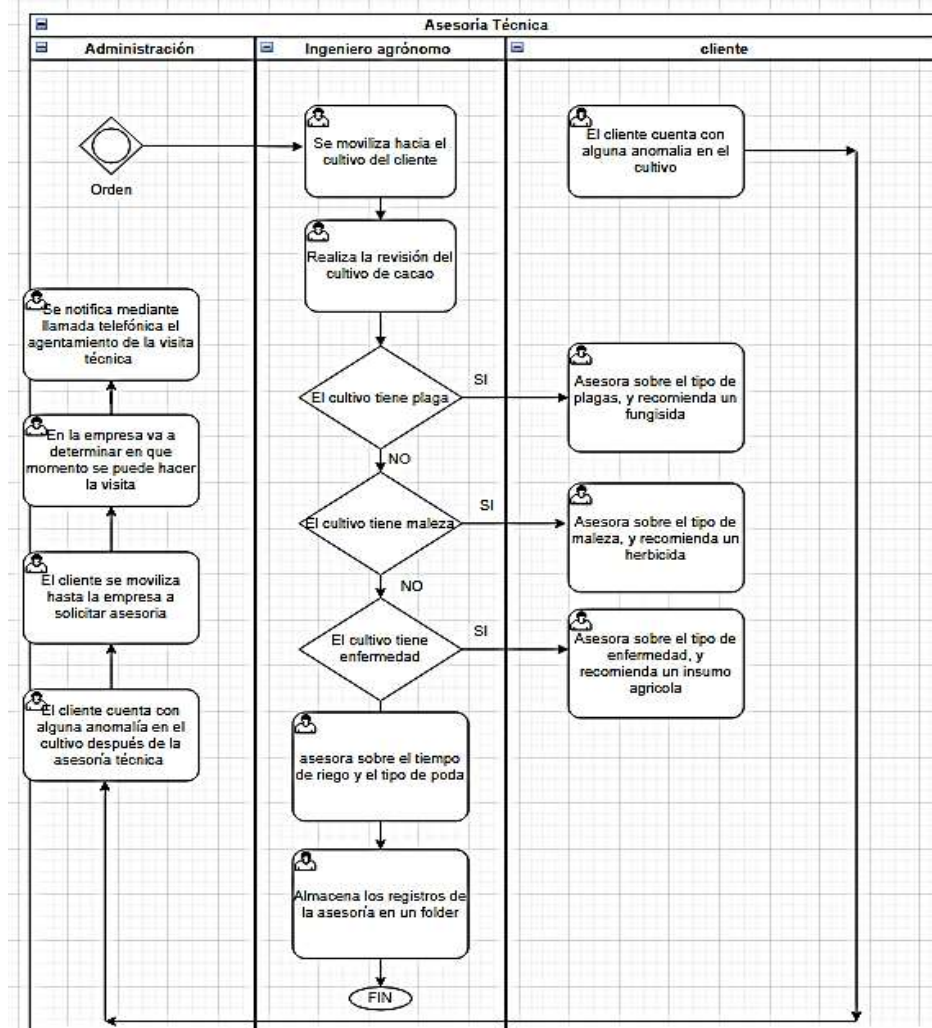 Asesoría Técnica
Administración
Ingeniero agrónomo
cliente
Orden
Se moviliza hacia el
cultivo del cliente
El cliente cuenta con
alguna anomalia en el
cultivo
Realiza la revisión del
cultivo de cacao
Se notifica mediante
llamada telefónica el
agentamiento de la visita
técnica
El cultivo tiene plaga
SI
Asesora sobre el tipo de
plagas, y recomienda un
fungisida
NO
En la empresa va a
determinar en que
momento se puede hacer
la visita
El cultivo tiene maleza
SI
Asesora sobre el tipo de
maleza, y recomienda un
herbicida
NO
El cliente se moviliza
hasta la empresa a
solicitar asesoria
El cultivo tiene
enfermedad
SI
Asesora sobre el tipo de
enfermedad, y
recomienda un insumo
agricola
El cliente cuenta con
alguna anomalía en el
cultivo después de la
asesoría técnica
asesora sobre el tiempo
de riego y el tipo de poda
Almacena los registros de
la asesoría en un folder
FIN